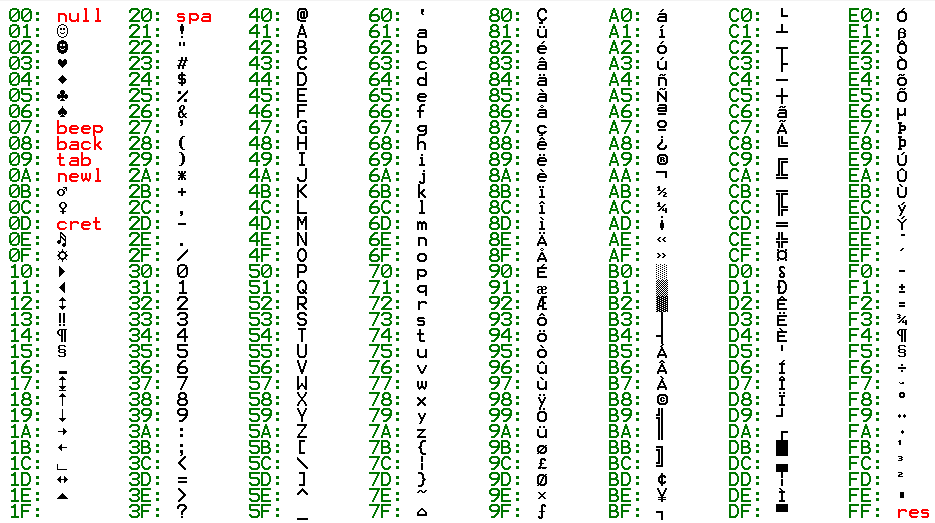 00: null 20: spa 40: @ 60: ' 80: Ç A0: á C0: └ E0: Ó
01: ☺ 21: ! 41: A 61: a 81: ü A1: í C1: ┴ E1: ß
02: ☻ 22: " 42: B 62: b 82: é A2: ó C2: ┬ E2: Ô
03: ♥ 23: # 43: C 63: c 83: â A3: ú C3: ├ E3: Ò
04: ♦ 24: $ 44: D 64: d 84: ä A4: ñ C4: ─ E4: õ
05: ♣ 25: % 45: E 65: e 85: à A5: Ñ C5: ┼ E5: Õ
06: ♠ 26: & 46: F 66: f 86: å A6: ª C6: ã E6: µ
07: beep 27: ' 47: G 67: g 87: ç A7: º C7: Ã E7: þ
08: back 28: ( 48: H 68: h 88: ê A8: ¿ C8: ╚ E8: Þ
09: tab 29: ) 49: I 69: i 89: ë A9: ® C9: ╔ E9: Ú
0A: newl 2A: * 4A: J 6A: j 8A: è AA: ¬ CA: ╩ EA: Û
0B: ♂ 2B: + 4B: K 6B: k 8B: ï AB: ½ CB: ╦ EB: Ù
0C: ♀ 2C: , 4C: L 6C: l 8C: î AC: ¼ CC: ╠ EC: ý
0D: cret 2D: - 4D: M 6D: m 8D: ì AD: ¡ CD: ═ ED: Ý
0E: ♫ 2E: . 4E: N 6E: n 8E: Ä AE: « CE: ╬ EE: ¯
0F: ☼ 2F: / 4F: O 6F: o 8F: Å AF: » CF: ¤ EF: ´
10: ► 30: 0 50: P 70: p 90: É B0: ░ D0: ð F0: -
11: ◄ 31: 1 51: Q 71: q 91: æ B1: ▒ D1: Ð F1: ±
12: ↕ 32: 2 52: R 72: r 92: Æ B2: ▓ D2: Ê F2: =
13: ‼ 33: 3 53: S 73: s 93: ô B3: │ D3: Ë F3: ¾
14: ¶ 34: 4 54: T 74: t 94: ö B4: ┤ D4: È F4: ¶
15: § 35: 5 55: U 75: u 95: ò B5: Á D5: ' F5: §
16: ▬ 36: 6 56: V 76: v 96: û B6: Â D6: Í F6: ÷
17: ↨ 37: 7 57: W 77: w 97: ù B7: À D7: Î F7: ¸
18: ↑ 38: 8 58: X 78: x 98: ÿ B8: © D8: Ï F8: °
19: ↓ 39: 9 59: Y 79: y 99: Ö B9: ╣ D9: ┘ F9: ¨
1A: → 3A: : 5A: Z 7A: z 9A: ü BA: ║ DA: ┌ FA: ·
1B: ← 3B: ; 5B: [ 7B: { 9B: ø BB: ╗ DB: █ FB: ¹
1C: ∟ 3C: < 5C: \ 7C: ¦ 9C: £ BC: ╝ DC: ▄ FC: ³
1D: ↔ 3D: = 5D: ] 7D: } 9D: Ø BD: ¢ DD: ¦ FD: ²
1E: ▲ 3E: > 5E: ^ 7E: ~ 9E: × BE: ¥ DE: Ì FE: ■
1F: 3F: ? 5F: _ 7F: ⌂ 9F: ƒ BF: ┐ DF: ▀ FF: res